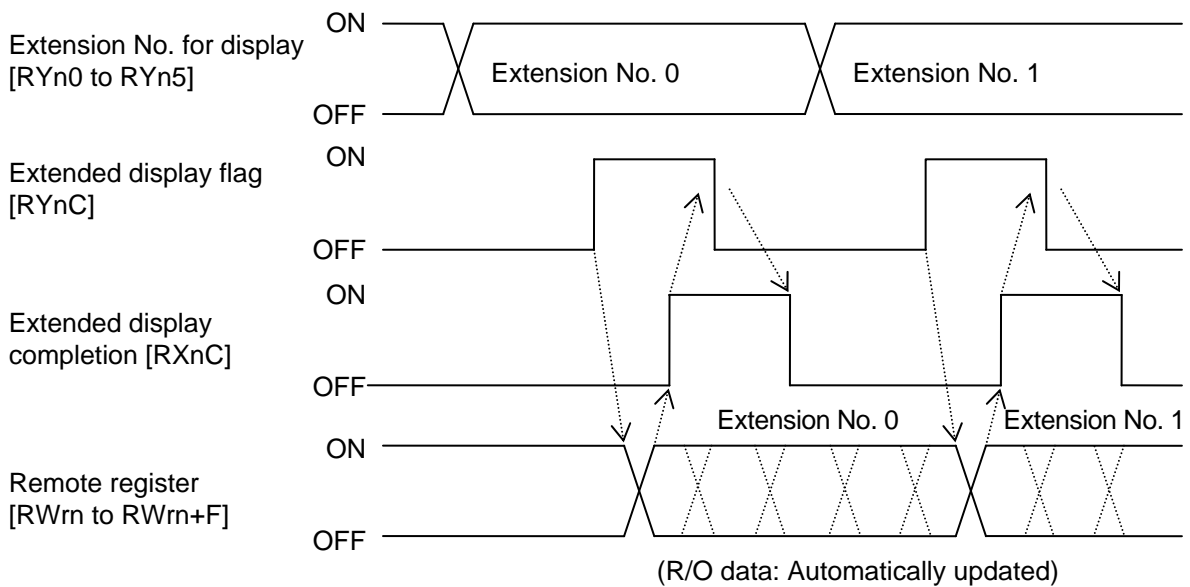 ON
Extension No. for display
[RYn0 to RYn5]
Extension No. 0
Extension No. 1
OFF
ON
Extended display flag
[RYnC]
OFF
ON
Extended display
completion [RXnC]
OFF
Extension No. 0
Extension No. 1
ON
Remote register
[RWrn to RWrn+F]
OFF
(R/O data: Automatically updated)